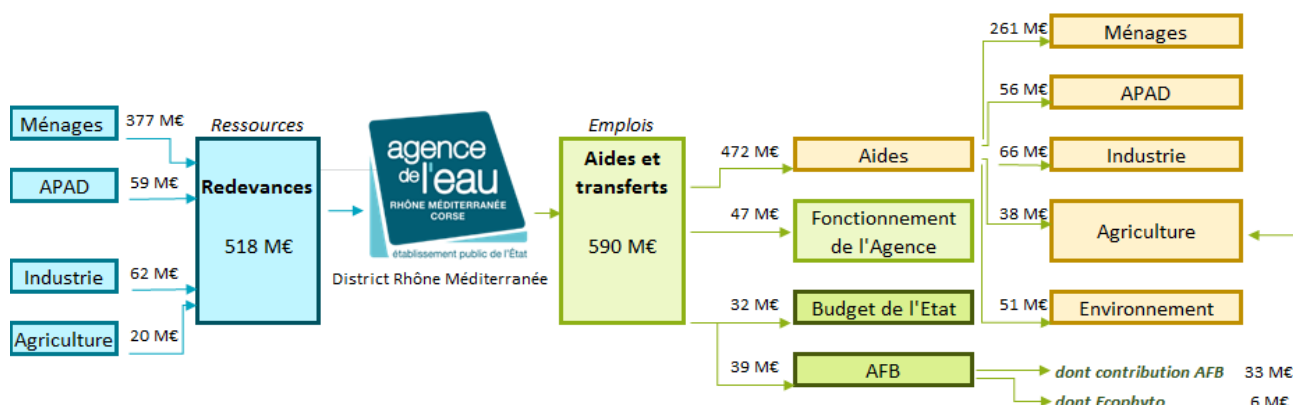 Ménages
377 M€
APAD
59 M€
Industrie
62 M€
Agriculture
20 M€
Ressources
Redevances
518 M€
agence
de l'eau
RHÔNE MÉDITERRANÉE
CORSE
établissement public de l'État
District Rhône Méditerranée
Emplois
Aides et
transferts
590 M€
472 M€
Aides
47 M€
Fonctionnement
de l'Agence
32 M€
Budget de l'Etat
39 M€
AFB
261 M€
Ménages
56 M€
APAD
66 M€
Industrie
38 M€
Agriculture
51 M€
Environnement
dont contribution AFB 33 M€
dont Ecophyto 6 M€